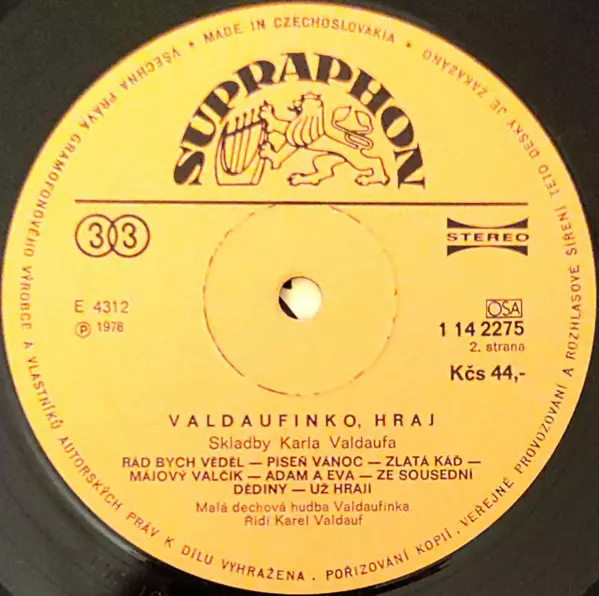 VŠECHNA PRÁVA GRAMOFONOVÉHO VÝROBCE A VLASTNÍKŮ AUTORSKÝCH PRÁV K DÍLU VYHRAŽENA. POŘIZOVÁNÍ KOPIÍ, VEŘEJNÉ PROVOZOVÁNÍ A ROZHLASOVÉ ŠÍŘENÍ TÉTO DESKY JE ZAKÁZÁNO • MADE IN CZECHOSLOVAKIA •
SUPRAPHON
33
STEREO
E 4312
OSA
℗ 1978
1 14 2275
2. strana
Kčs 44,-
VALDAUFINKO, HRAJ
Skladby Karla Valdaufa
RÁD BYCH VĚDĚL — PÍSEŇ VÁNOC — ZLATÁ KÁĎ —
MÁJOVÝ VALČÍK — ADAM A EVA — ZE SOUSEDNÍ
DĚDINY — UŽ HRAJÍ
Malá dechová hudba Valdaufinka
Řídí Karel Valdauf